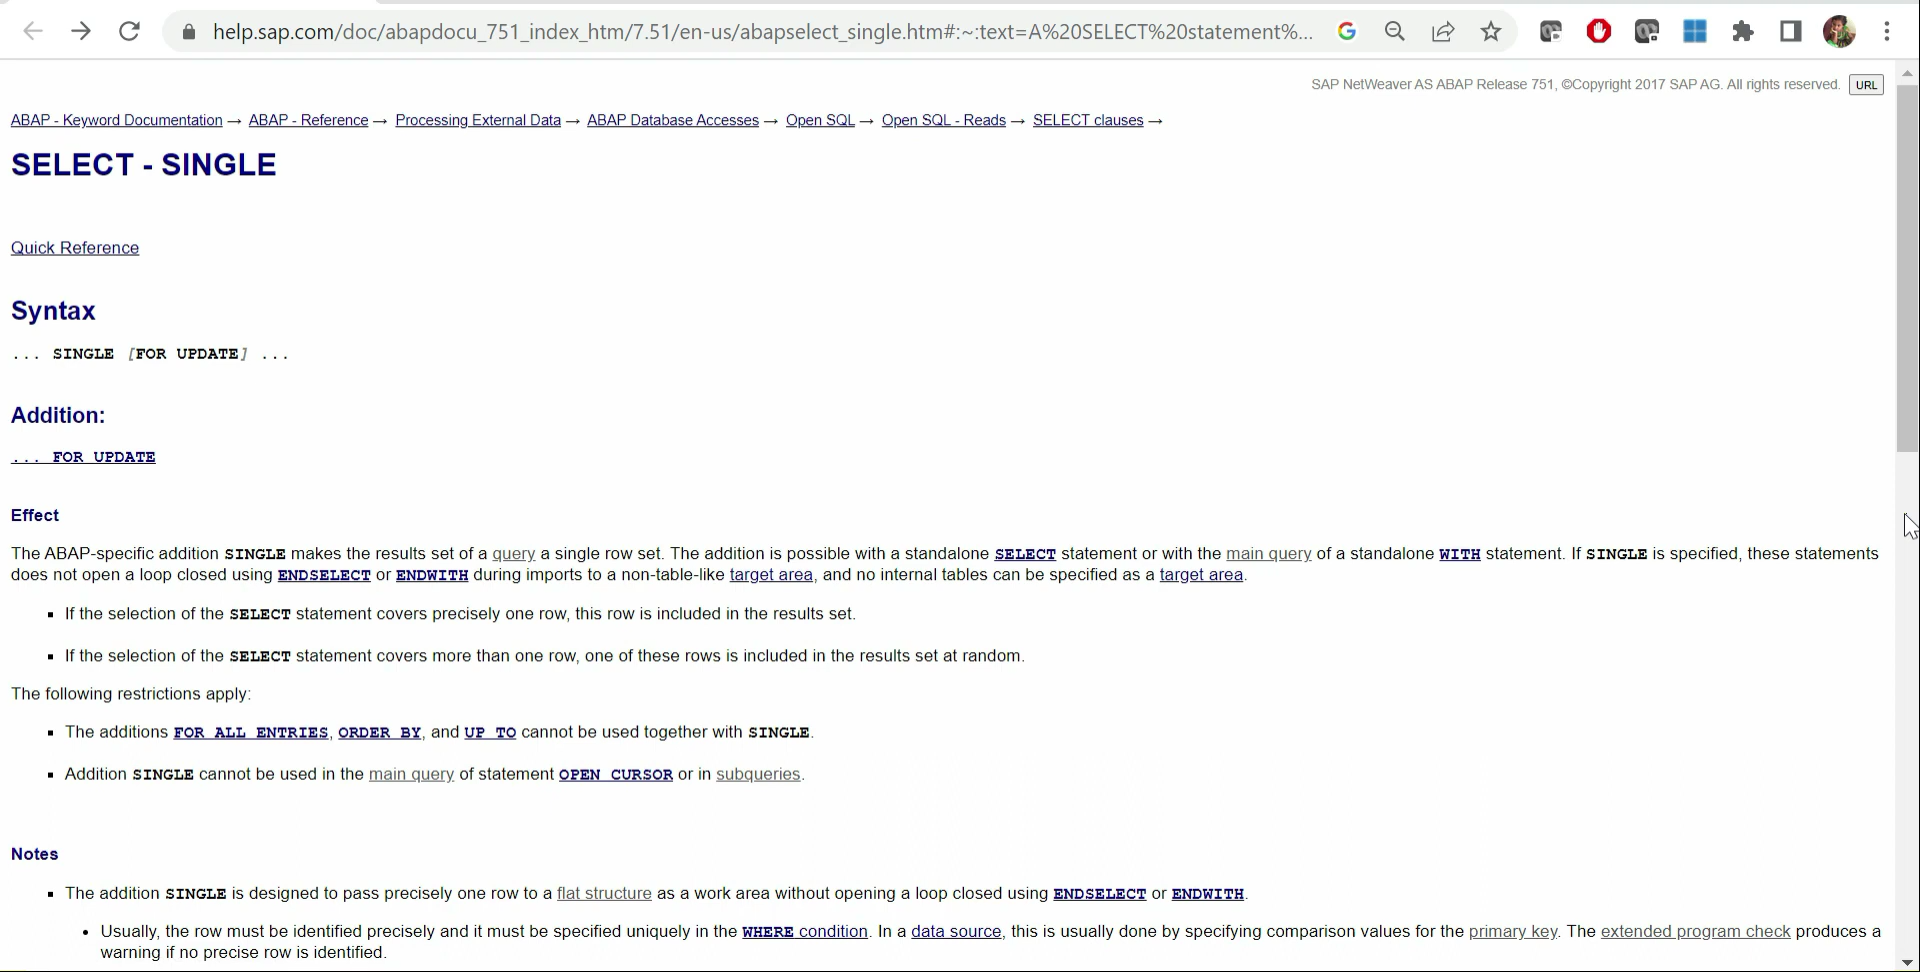 help.sap.com/doc/abapdocu_751_index_htm/7.51/en-us/abapselect_single.htm#:~:text=A%20SELECT%20statement%...
SAP NetWeaver AS ABAP Release 751, ©Copyright 2017 SAP AG. All rights reserved. URL
ABAP - Keyword Documentation → ABAP - Reference → Processing External Data → ABAP Database Accesses → Open SQL → Open SQL - Reads → SELECT clauses →
SELECT - SINGLE
Quick Reference
Syntax
... SINGLE [FOR UPDATE] ...
Addition:
... FOR UPDATE
Effect
The ABAP-specific addition SINGLE makes the results set of a query a single row set. The addition is possible with a standalone SELECT statement or with the main query of a standalone WITH statement. If SINGLE is specified, these statements
does not open a loop closed using ENDSELECT or ENDWITH during imports to a non-table-like target area, and no internal tables can be specified as a target area.
▪ If the selection of the SELECT statement covers precisely one row, this row is included in the results set.
▪ If the selection of the SELECT statement covers more than one row, one of these rows is included in the results set at random.
The following restrictions apply:
▪ The additions FOR ALL ENTRIES, ORDER BY, and UP TO cannot be used together with SINGLE.
▪ Addition SINGLE cannot be used in the main query of statement OPEN CURSOR or in subqueries.
Notes
▪ The addition SINGLE is designed to pass precisely one row to a flat structure as a work area without opening a loop closed using ENDSELECT or ENDWITH.
• Usually, the row must be identified precisely and it must be specified uniquely in the WHERE condition. In a data source, this is usually done by specifying comparison values for the primary key. The extended program check produces a
warning if no precise row is identified.